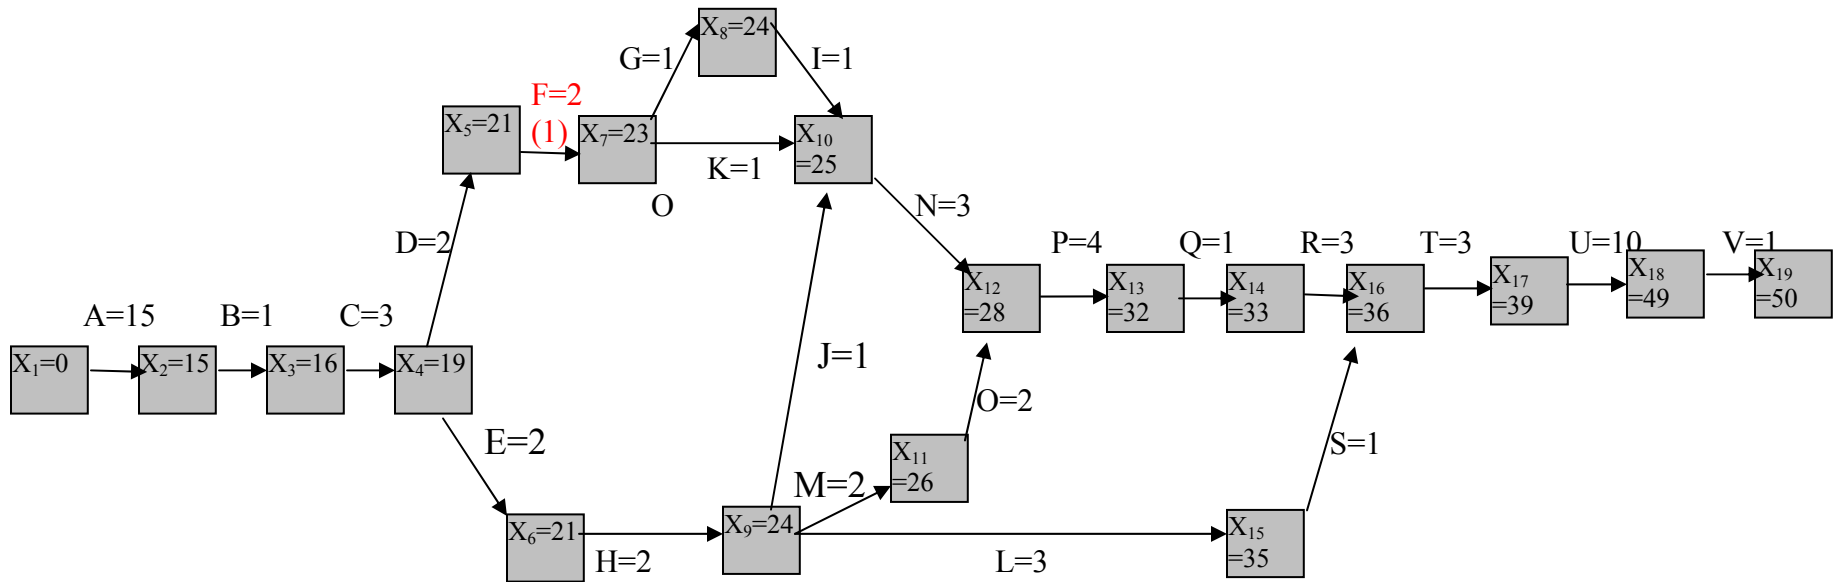 X₈=24
G=1
I=1
F=2
(1)
X₅=21
X₇=23
X₁₀
=25
K=1
O
N=3
D=2
P=4
Q=1
R=3
T=3
U=10
V=1
X₁₂
=28
X₁₃
=32
X₁₄
=33
X₁₆
=36
X₁₇
=39
X₁₈
=49
X₁₉
=50
A=15
B=1
C=3
X₁=0
X₂=15
X₃=16
X₄=19
J=1
O=2
E=2
X₁₁
=26
S=1
M=2
X₆=21
H=2
X₉=24
L=3
X₁₅
=35